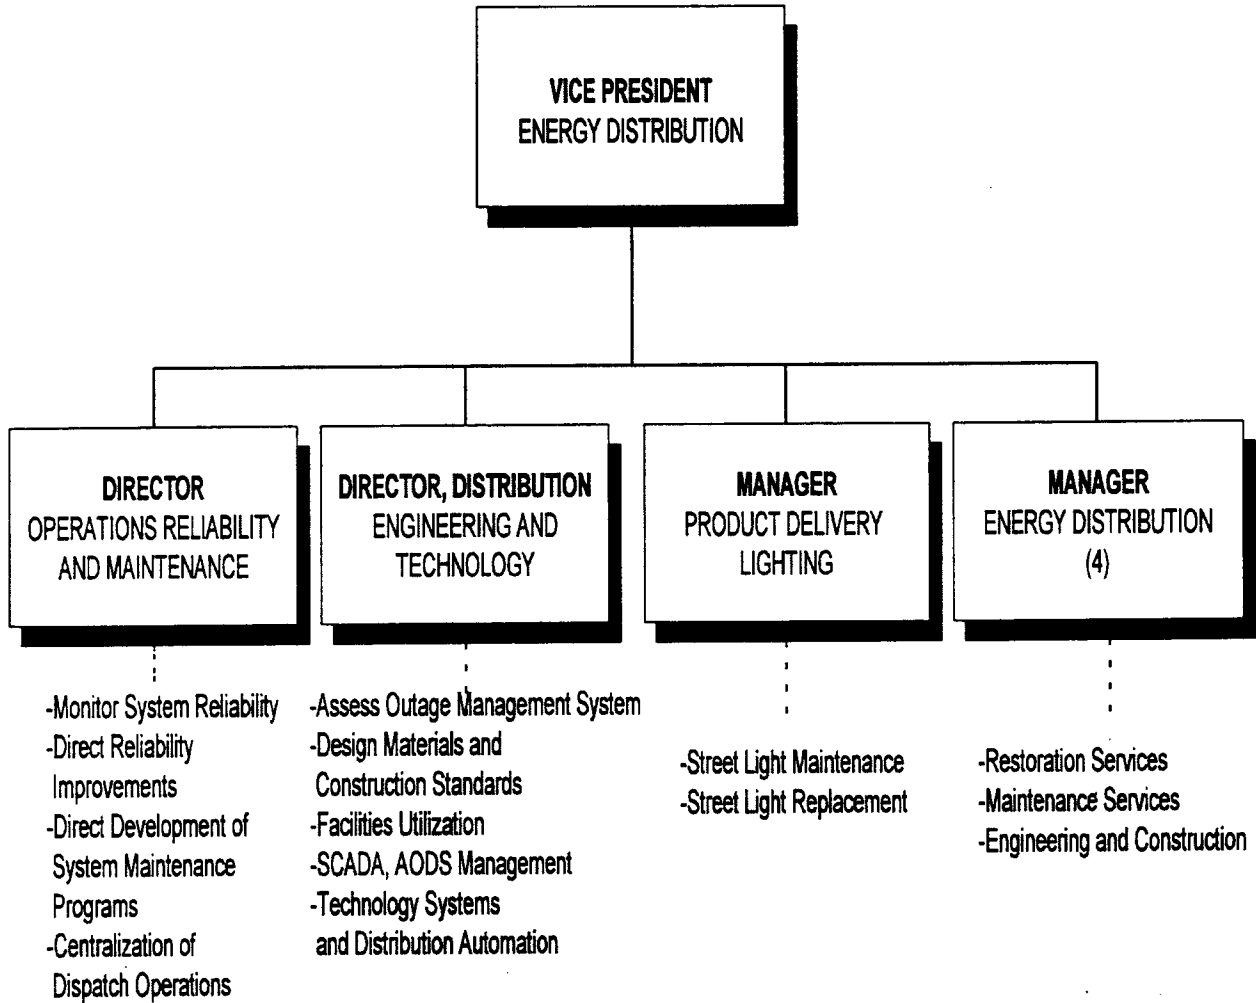 VICE PRESIDENT
ENERGY DISTRIBUTION
DIRECTOR
OPERATIONS RELIABILITY
AND MAINTENANCE
DIRECTOR, DISTRIBUTION
ENGINEERING AND
TECHNOLOGY
MANAGER
PRODUCT DELIVERY
LIGHTING
MANAGER
ENERGY DISTRIBUTION
(4)
-Monitor System Reliability
-Direct Reliability
Improvements
-Direct Development of
System Maintenance
Programs
-Centralization of
Dispatch Operations
-Assess Outage Management System
-Design Materials and
Construction Standards
-Facilities Utilization
-SCADA, AODS Management
-Technology Systems
and Distribution Automation
-Street Light Maintenance
-Street Light Replacement
-Restoration Services
-Maintenance Services
-Engineering and Construction